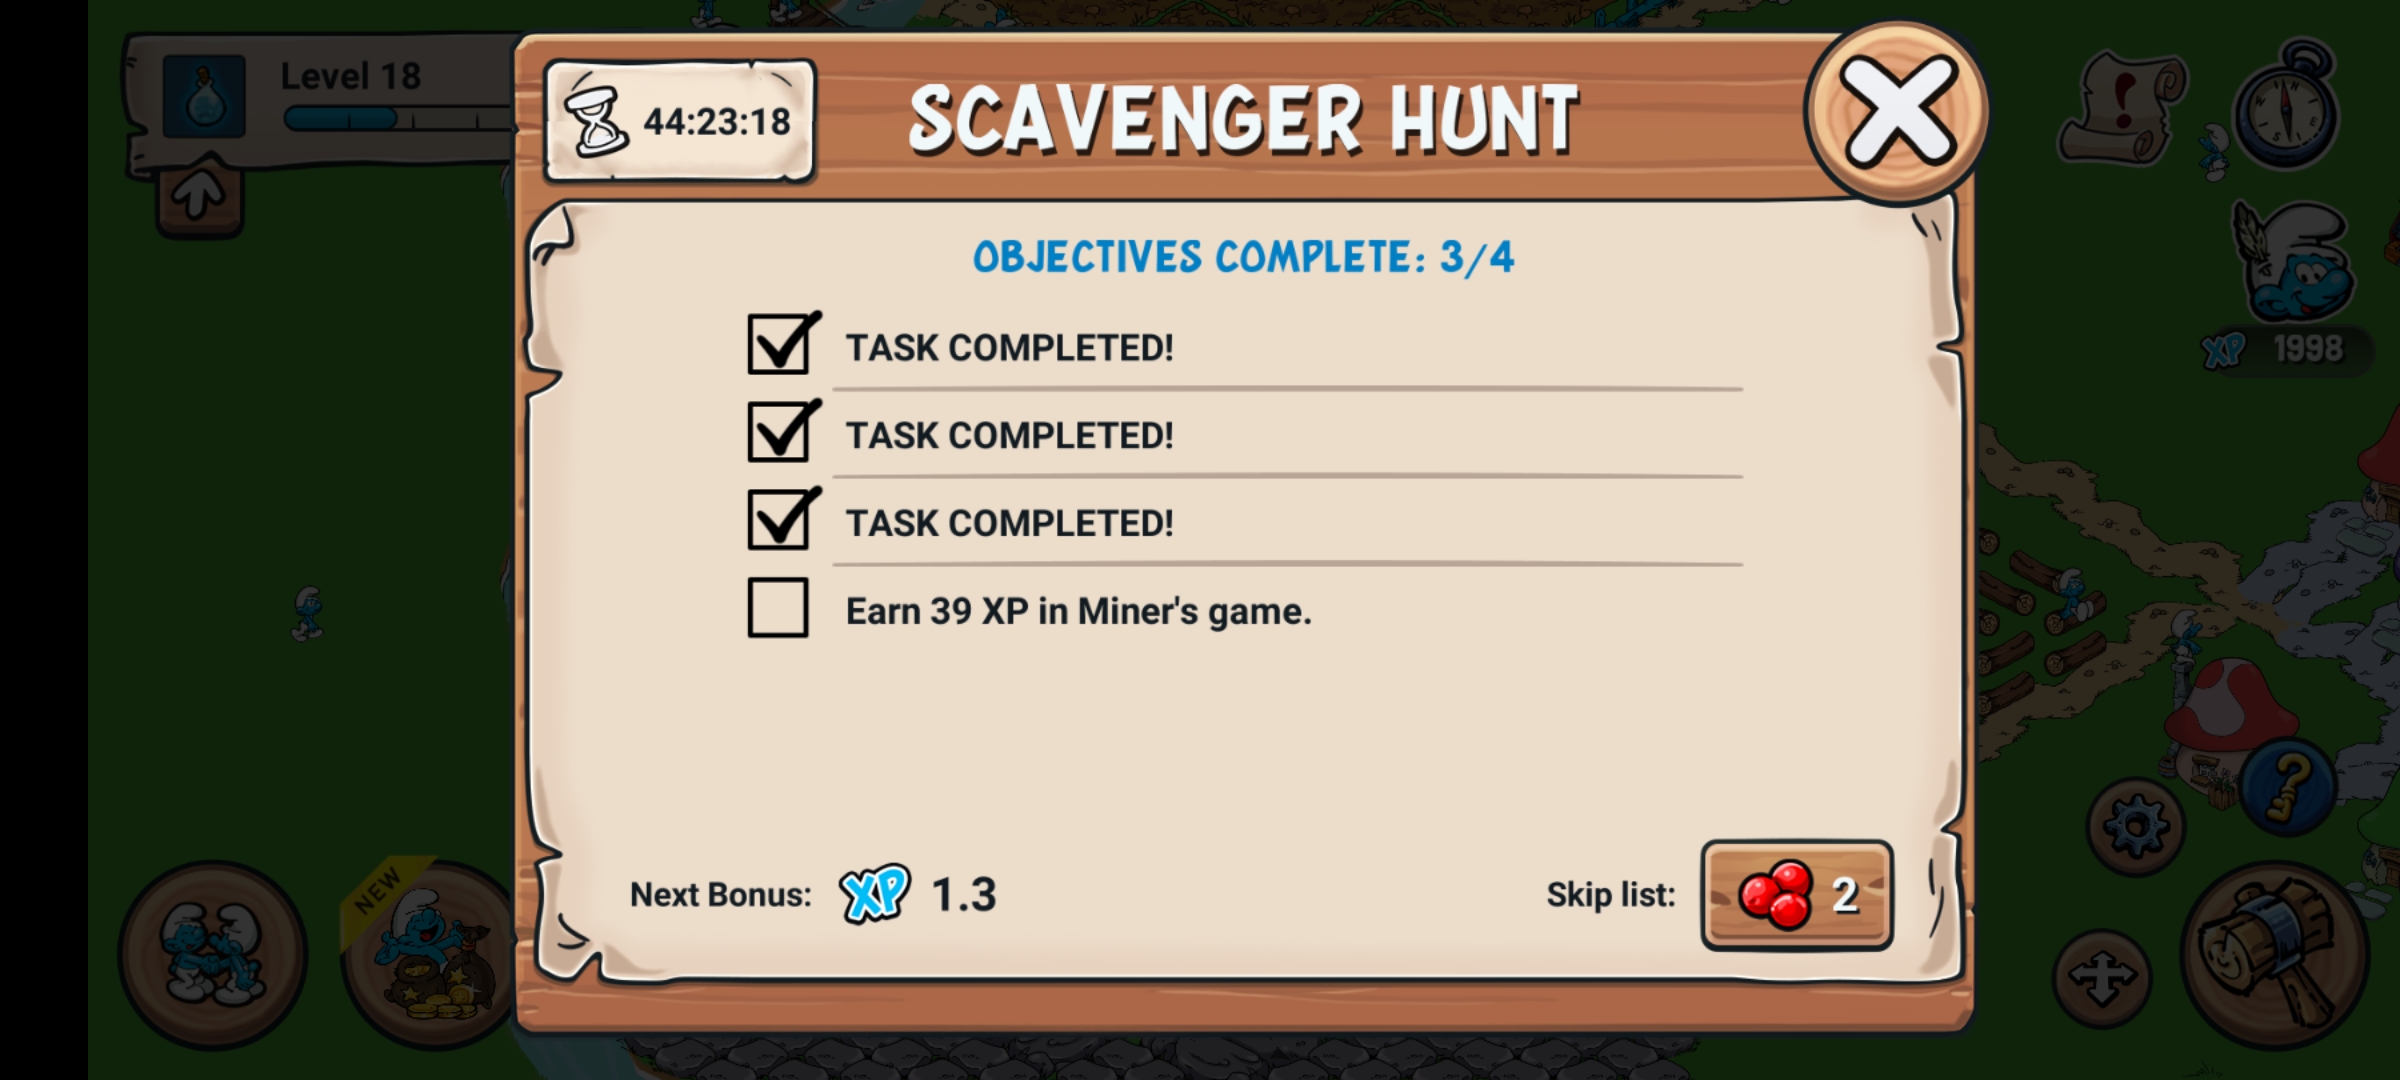 Level 18
44:23:18
SCAVENGER HUNT
OBJECTIVES COMPLETE: 3/4
TASK COMPLETED!
TASK COMPLETED!
TASK COMPLETED!
Earn 39 XP in Miner's game.
XP 1998
NEW
Next Bonus: XP 1.3
Skip list: 2